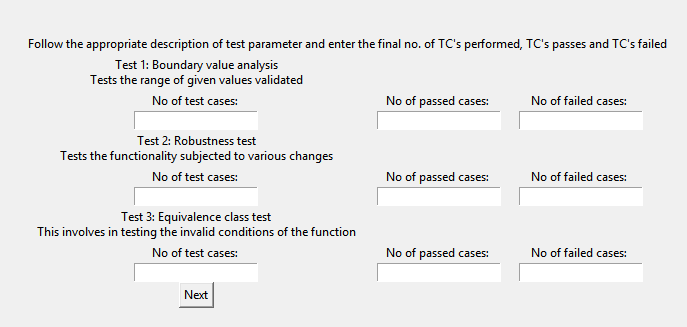 Follow the appropriate description of test parameter and enter the final no. of TC's performed, TC's passes and TC's failed
Test 1: Boundary value analysis
Tests the range of given values validated
No of test cases: No of passed cases: No of failed cases:
Test 2: Robustness test
Tests the functionality subjected to various changes
No of test cases: No of passed cases: No of failed cases:
Test 3: Equivalence class test
This involves in testing the invalid conditions of the function
No of test cases: No of passed cases: No of failed cases:
Next